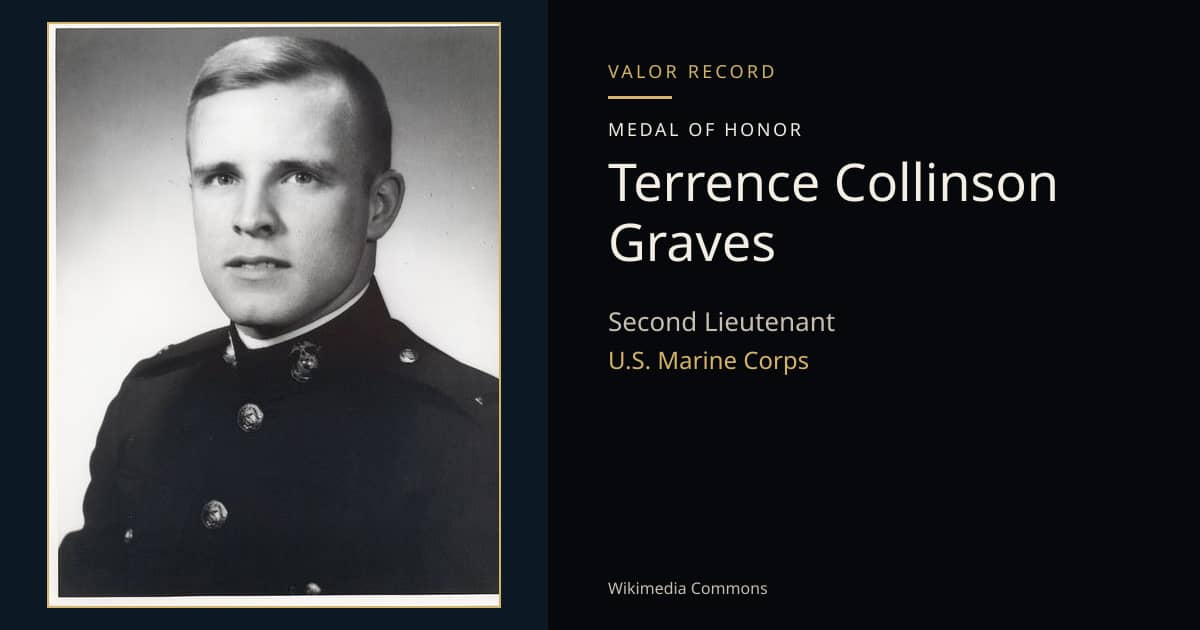 VALOR RECORD
MEDAL OF HONOR
Terrence Collinson
Graves
Second Lieutenant
U.S. Marine Corps
Wikimedia Commons